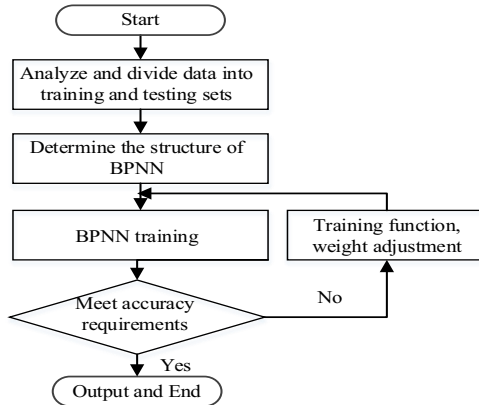 Start
Analyze and divide data into
training and testing sets
Determine the structure of
BPNN
BPNN training
Training function,
weight adjustment
Meet accuracy
requirements
No
Yes
Output and End